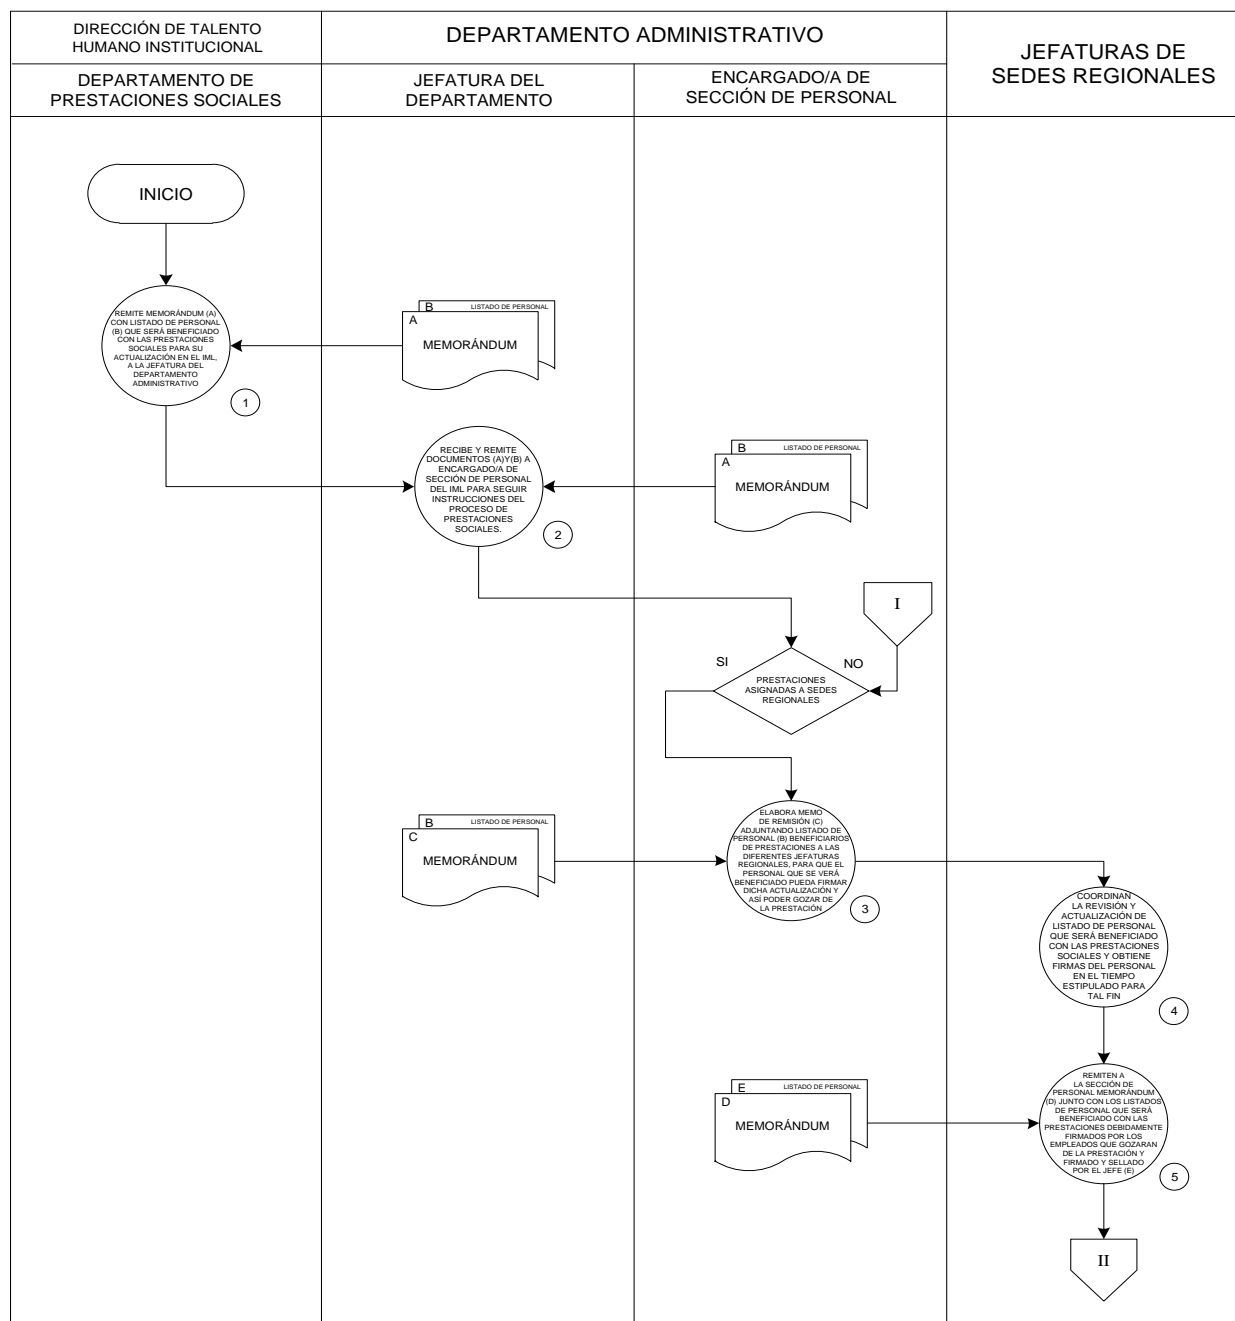 DIRECCIÓN DE TALENTO
HUMANO INSTITUCIONAL
DEPARTAMENTO ADMINISTRATIVO
JEFATURAS DE
SEDES REGIONALES
DEPARTAMENTO DE
PRESTACIONES SOCIALES
JEFATURA DEL
DEPARTAMENTO
ENCARGADO/A DE
SECCIÓN DE PERSONAL
INICIO
REMITE MEMORÁNDUM (A)
CON LISTADO DE PERSONAL
(B) QUE SERÁ BENEFICIADO
CON LAS PRESTACIONES
SOCIALES PARA SU
ACTUALIZACIÓN EN EL IML,
A LA JEFATURA DEL
DEPARTAMENTO
ADMINISTRATIVO
1
B
LISTADO DE PERSONAL
A
MEMORÁNDUM
RECIBE Y REMITE
DOCUMENTOS (A)Y(B) A
ENCARGADO/A DE
SECCIÓN DE PERSONAL
DEL IML PARA SEGUIR
INSTRUCCIONES DEL
PROCESO DE
PRESTACIONES
SOCIALES.
2
B
LISTADO DE PERSONAL
A
MEMORÁNDUM
I
SI
NO
PRESTACIONES
ASIGNADAS A SEDES
REGIONALES
B
LISTADO DE PERSONAL
C
MEMORÁNDUM
ELABORA MEMO
DE REMISIÓN (C)
ADJUNTANDO LISTADO DE
PERSONAL (B) BENEFICIARIOS
DE PRESTACIONES A LAS
DIFERENTES JEFATURAS
REGIONALES, PARA QUE EL
PERSONAL QUE SE VERÁ
BENEFICIADO PUEDA FIRMAR
DICHA ACTUALIZACIÓN Y
ASÍ PODER GOZAR DE
LA PRESTACIÓN
3
COORDINAN
LA REVISIÓN Y
ACTUALIZACIÓN DE
LISTADO DE PERSONAL
QUE SERÁ BENEFICIADO
CON LAS PRESTACIONES
SOCIALES Y OBTIENE
FIRMAS DEL PERSONAL
EN EL TIEMPO
ESTIPULADO PARA
TAL FIN
4
E
LISTADO DE PERSONAL
D
MEMORÁNDUM
REMITEN A
LA SECCIÓN DE
PERSONAL MEMORÁNDUM
(D) JUNTO CON LOS LISTADOS
DE PERSONAL QUE SERÁ
BENEFICIADO CON LAS
PRESTACIONES DEBIDAMENTE
FIRMADOS POR LOS
EMPLEADOS QUE GOZARAN
DE LA PRESTACIÓN Y
FIRMADO Y SELLADO
POR EL JEFE (E)
5
II